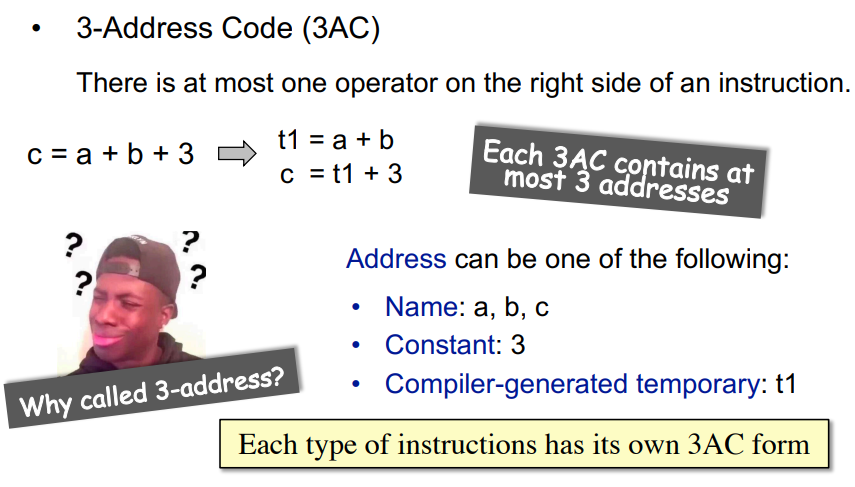 • 3-Address Code (3AC)
There is at most one operator on the right side of an instruction.
c = a + b + 3
t1 = a + b
c = t1 + 3
Each 3AC contains at
most 3 addresses
? ?
? ?
Why called 3-address?
Address can be one of the following:
• Name: a, b, c
• Constant: 3
• Compiler-generated temporary: t1
Each type of instructions has its own 3AC form